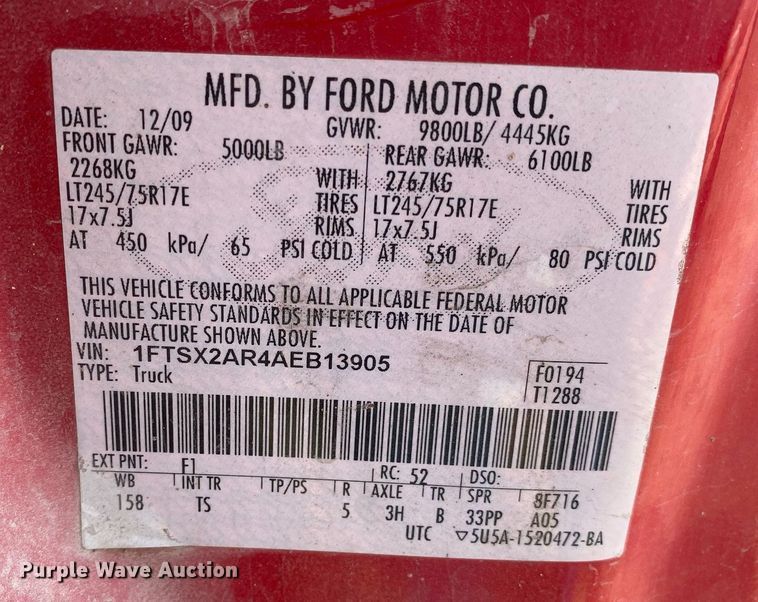 MFD. BY FORD MOTOR CO.
DATE: 12/09 GVWR: 9800LB/ 4445KG
FRONT GAWR: 5000LB REAR GAWR: 6100LB
2268KG WITH 2767KG WITH
LT245/75R17E TIRES LT245/75R17E TIRES
17x7.5J RIMS 17x7.5J RIMS
AT 450 kPa/ 65 PSI COLD AT 550 kPa/ 80 PSI COLD
THIS VEHICLE CONFORMS TO ALL APPLICABLE FEDERAL MOTOR
VEHICLE SAFETY STANDARDS IN EFFECT ON THE DATE OF
MANUFACTURE SHOWN ABOVE.
VIN: 1FTSX2AR4AEB13905 F0194
TYPE: Truck T1288
EXT PNT: F1 RC: 52 DSO:
WB INT TR TP/PS R AXLE TR SPR 8F716
158 TS 5 3H B 33PP A05
UTC ▽5U5A-1520472-BA
Purple Wave Auction